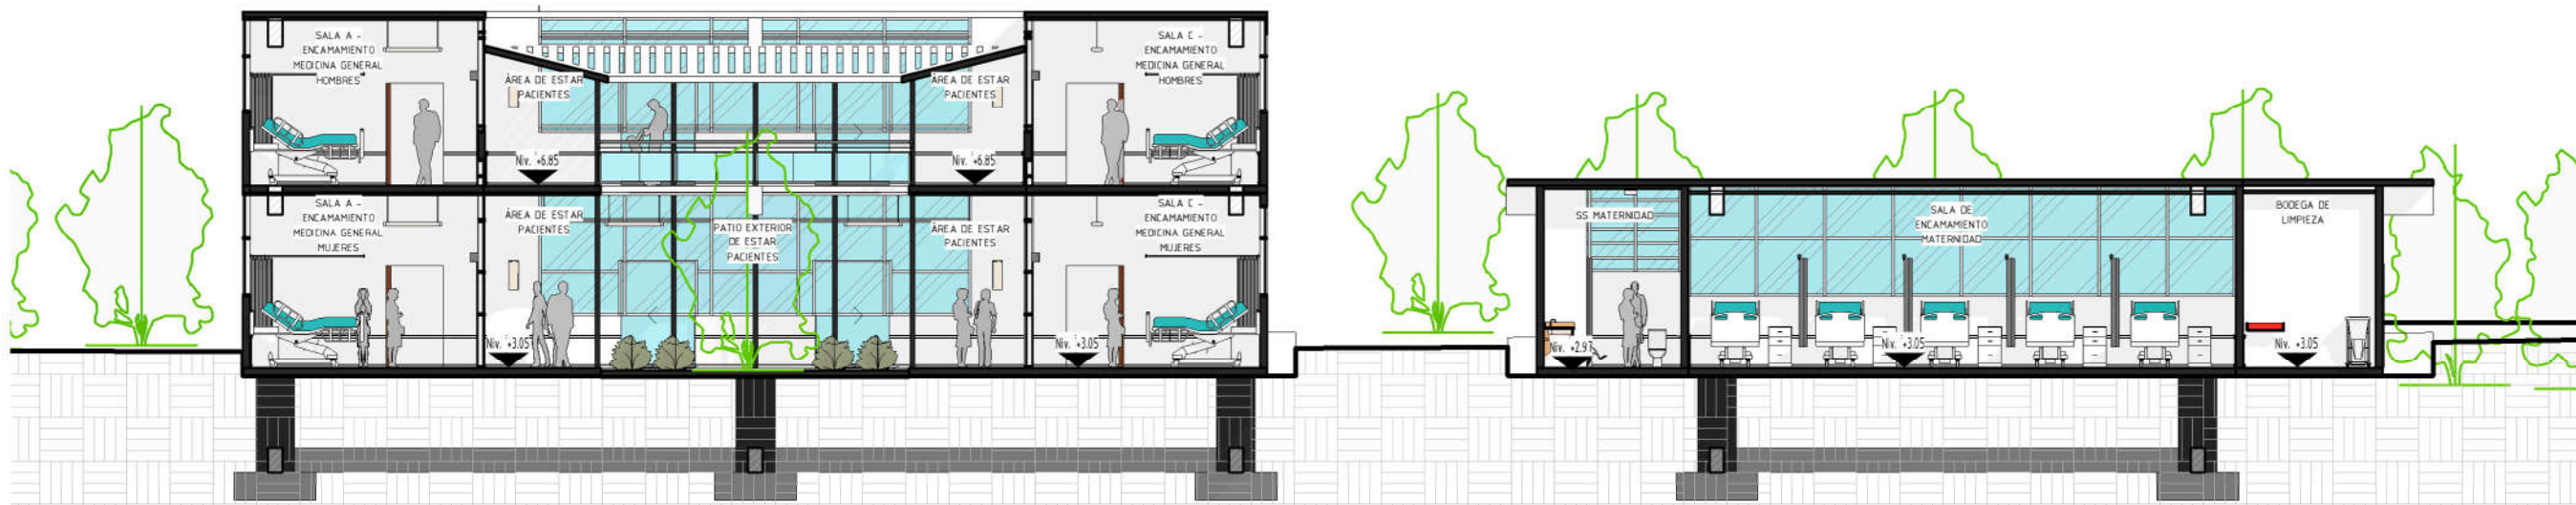 SALA A -
ENCAMAMIENTO
MEDICINA GENERAL
HOMBRES
ÁREA DE ESTAR
PACIENTES
ÁREA DE ESTAR
PACIENTES
SALA C -
ENCAMAMIENTO
MEDICINA GENERAL
HOMBRES
Niv. +6.85
Niv. +6.85
SALA A -
ENCAMAMIENTO
MEDICINA GENERAL
MUJERES
ÁREA DE ESTAR
PACIENTES
PATIO EXTERIOR
DE ESTAR
PACIENTES
ÁREA DE ESTAR
PACIENTES
SALA C -
ENCAMAMIENTO
MEDICINA GENERAL
MUJERES
Niv. +3.05
Niv. +3.05
SS MATERNIDAD
SALA DE
ENCAMAMIENTO
MATERNIDAD
BODEGA DE
LIMPIEZA
Niv. +2.97
Niv. +3.05
Niv. +3.05